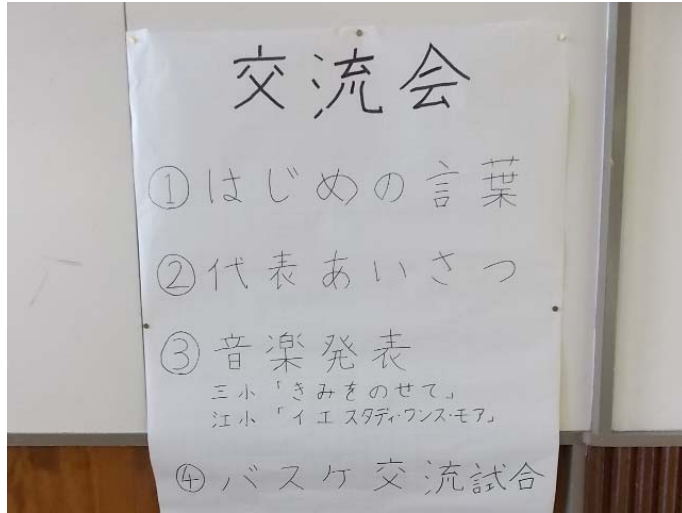 交流会
①はじめの言葉
②代表あいさつ
③音楽発表
三小「きみをのせて」
江小「イエスタディ・ワンス・モア」
④バスケ交流試合